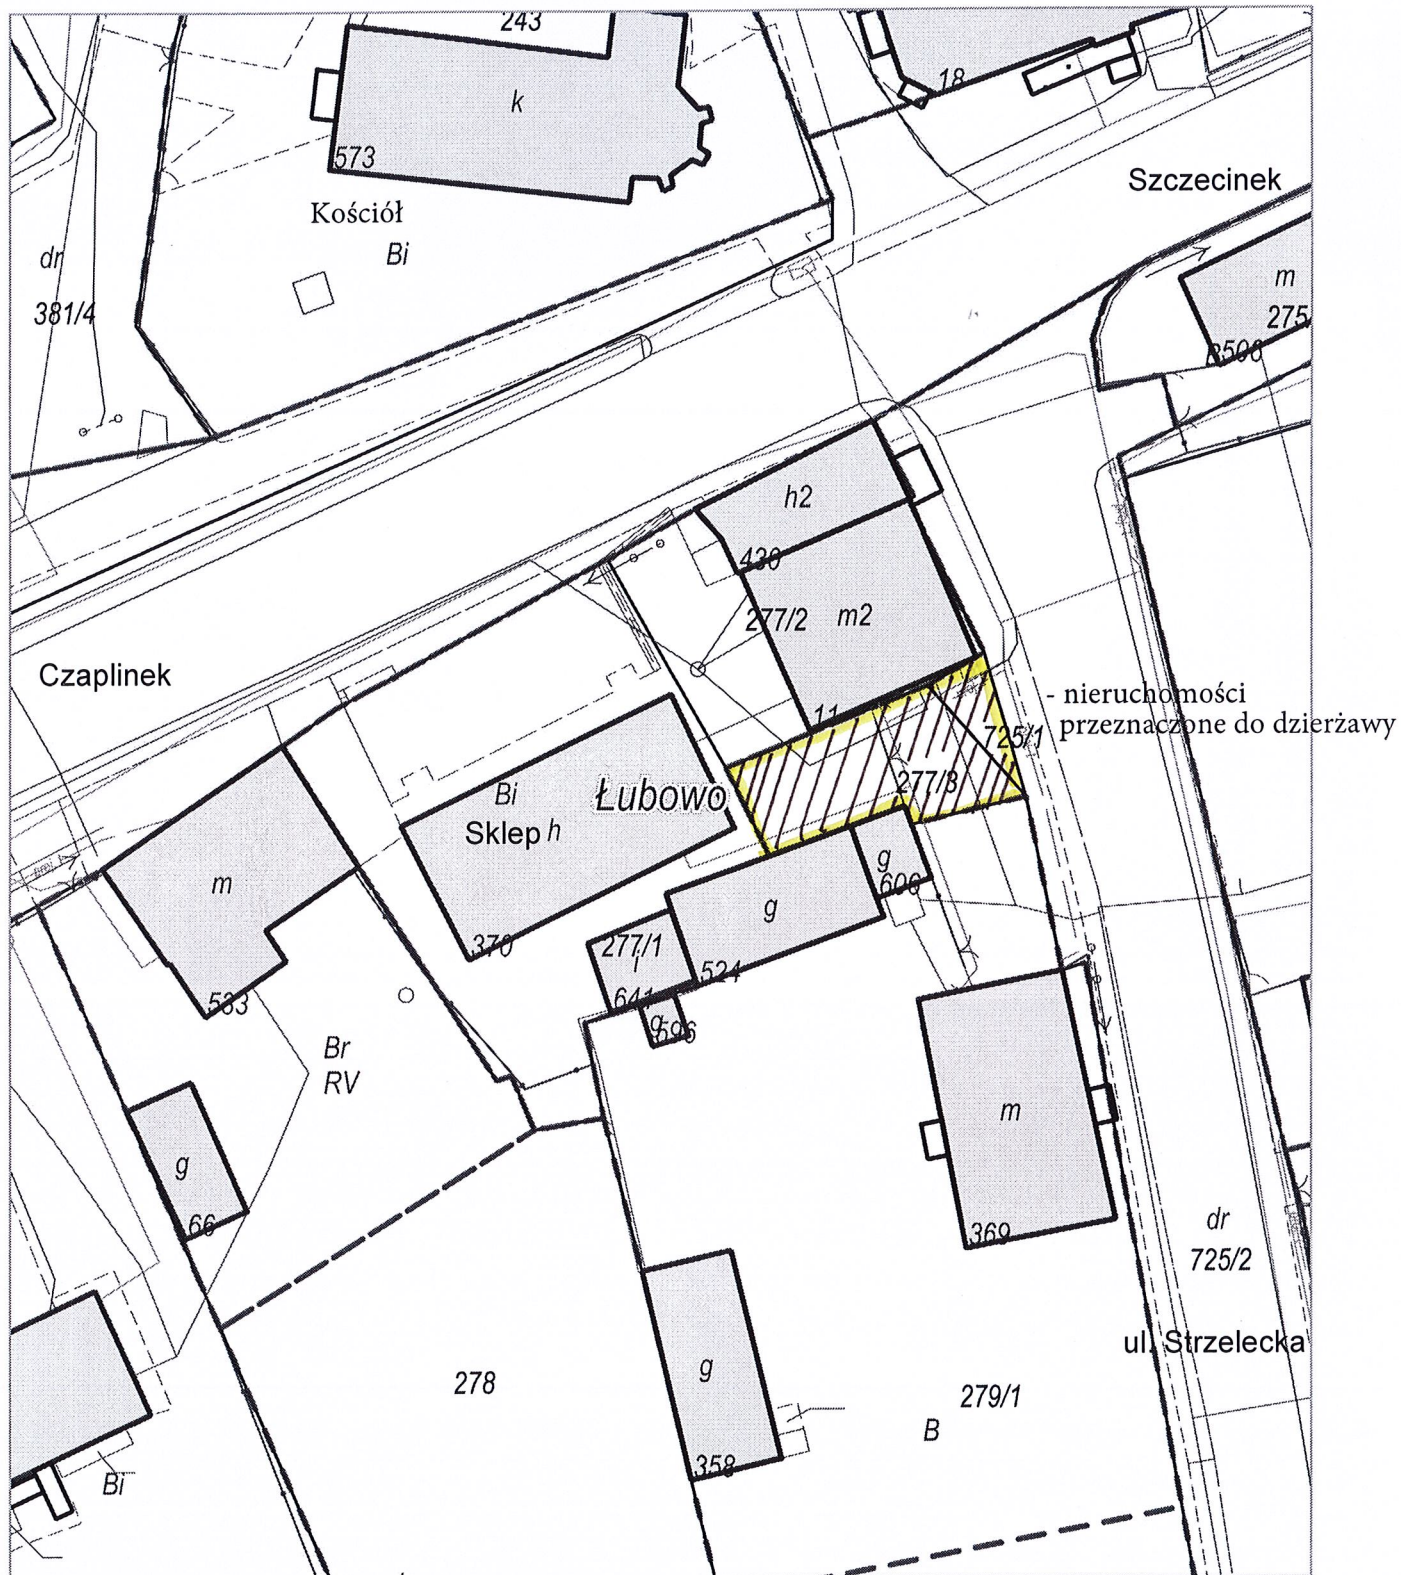 243
18
k
573
Szczecinek
Kościół
Bi
dr
381/4
m
275
h2
430
277/2
m2
Czaplinek
11
- nieruchomości
przeznaczone do dzierżawy
725/1
277/3
Łubowo
Bi
Sklep h
m
g
606
g
370
277/1
i
524
641
533
g
696
Br
RV
m
g
66
369
dr
725/2
ul. Strzelecka
g
278
279/1
B
358
Bi